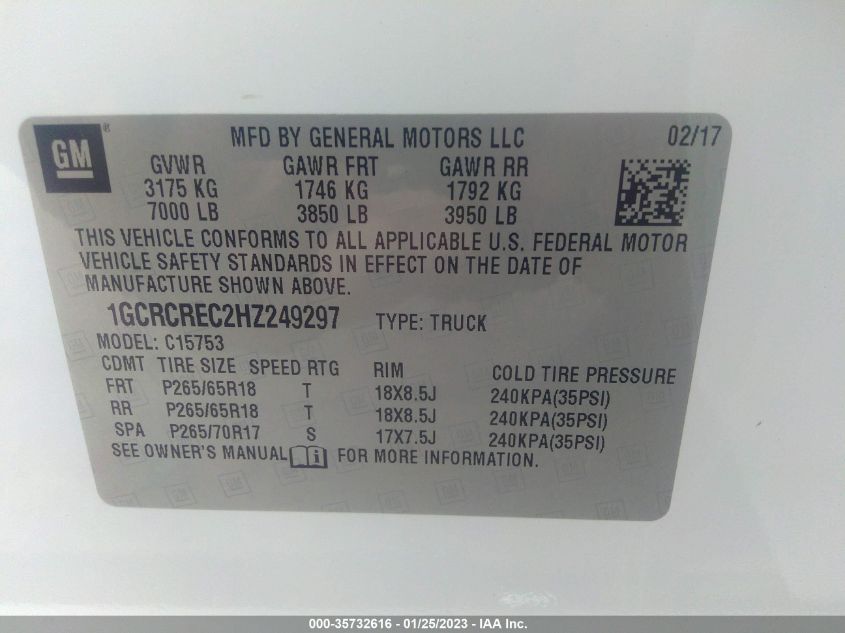 GM®
MFD BY GENERAL MOTORS LLC 02/17
GVWR GAWR FRT GAWR RR
3175 KG 1746 KG 1792 KG
7000 LB 3850 LB 3950 LB
THIS VEHICLE CONFORMS TO ALL APPLICABLE U.S. FEDERAL MOTOR
VEHICLE SAFETY STANDARDS IN EFFECT ON THE DATE OF
MANUFACTURE SHOWN ABOVE.
1GCRCREC2HZ249297 TYPE: TRUCK
MODEL: C15753
CDMT TIRE SIZE SPEED RTG RIM COLD TIRE PRESSURE
FRT P265/65R18 T 18X8.5J 240KPA(35PSI)
RR P265/65R18 T 18X8.5J 240KPA(35PSI)
SPA P265/70R17 S 17X7.5J 240KPA(35PSI)
SEE OWNER'S MANUAL i FOR MORE INFORMATION.
000-35732616 - 01/25/2023 - IAA Inc.